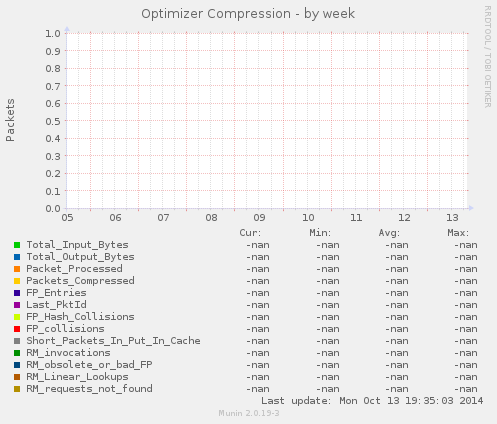 Optimizer Compression - by week
RRDTOOL / TOBI OETIKER
Packets
1.0
0.9
0.8
0.7
0.6
0.5
0.4
0.3
0.2
0.1
0.0
05 06 07 08 09 10 11 12 13
Cur: Min: Avg: Max:
Total_Input_Bytes -nan -nan -nan -nan
Total_Output_Bytes -nan -nan -nan -nan
Packet_Processed -nan -nan -nan -nan
Packets_Compressed -nan -nan -nan -nan
FP_Entries -nan -nan -nan -nan
Last_PktId -nan -nan -nan -nan
FP_Hash_Collisions -nan -nan -nan -nan
FP_collisions -nan -nan -nan -nan
Short_Packets_In_Put_In_Cache -nan -nan -nan -nan
RM_invocations -nan -nan -nan -nan
RM_obsolete_or_bad_FP -nan -nan -nan -nan
RM_Linear_Lookups -nan -nan -nan -nan
RM_requests_not_found -nan -nan -nan -nan
Last update: Mon Oct 13 19:35:03 2014
Munin 2.0.19-3